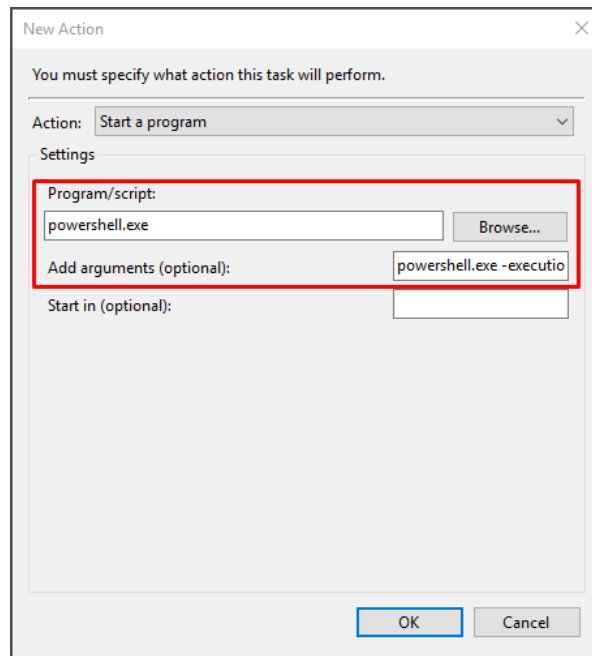 New Action
You must specify what action this task will perform.
Action: Start a program
Settings
Program/script:
powershell.exe Browse...
Add arguments (optional): powershell.exe -executio
Start in (optional):
OK Cancel